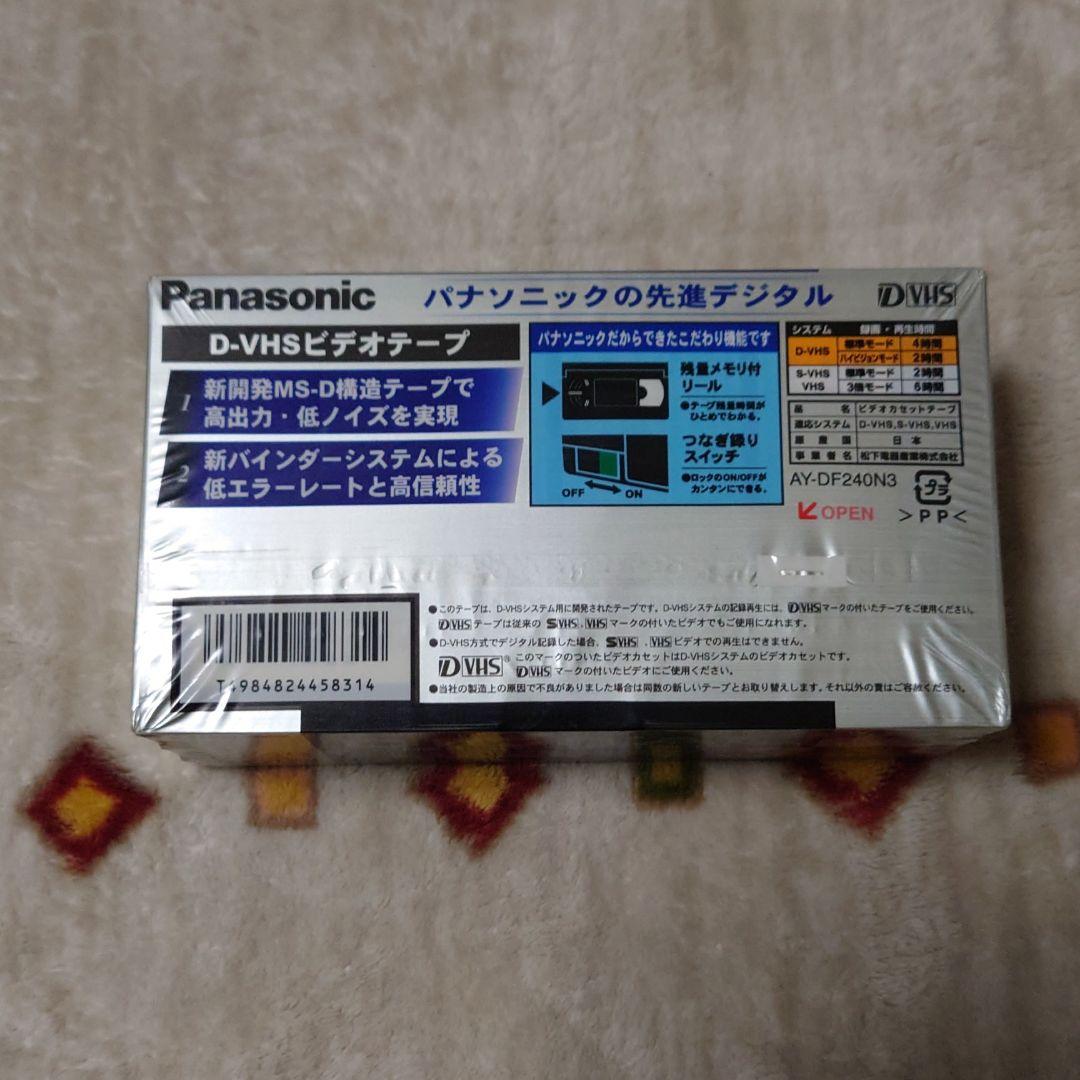 Panasonic
パナソニックの先進デジタル
D VHS
D-VHSビデオテープ
1 新開発MS-D構造テープで
高出力・低ノイズを実現
2 新バインダーシステムによる
低エラーレートと高信頼性
パナソニックだからできたこだわり機能です
残量メモリ付
リール
●テープ残量時間が
ひとめでわかる。
つなぎ録り
スイッチ
●ロックのON/OFFが
カンタンにできる。
OFF ON
システム 録画・再生時間
D-VHS 標準モード 4時間
ハイビジョンモード 2時間
S-VHS 標準モード 2時間
VHS 3倍モード 6時間
品名 ビデオカセットテープ
適応システム D-VHS,S-VHS,VHS
原産国 日本
事業者名 松下電器産業株式会社
AY-DF240N3
プラ
OPEN
>PP<
T4984824458314
●このテープは、D-VHSシステム用に開発されたテープです。D-VHSシステムの記録再生には、D VHSマークの付いたテープをご使用ください。
D VHSテープは従来の SVHS、VHSマークの付いたビデオでもご使用になれます。
●D-VHS方式でデジタル記録した場合、SVHS、VHSビデオでの再生はできません。
D VHS® このマークのついたビデオカセットはD-VHSシステムのビデオカセットです。
D VHSマークの付いたビデオにご使用ください。
●当社の製造上の原因で不良がありました場合は同数の新しいテープとお取り替えします。それ以外の責はご容赦ください。